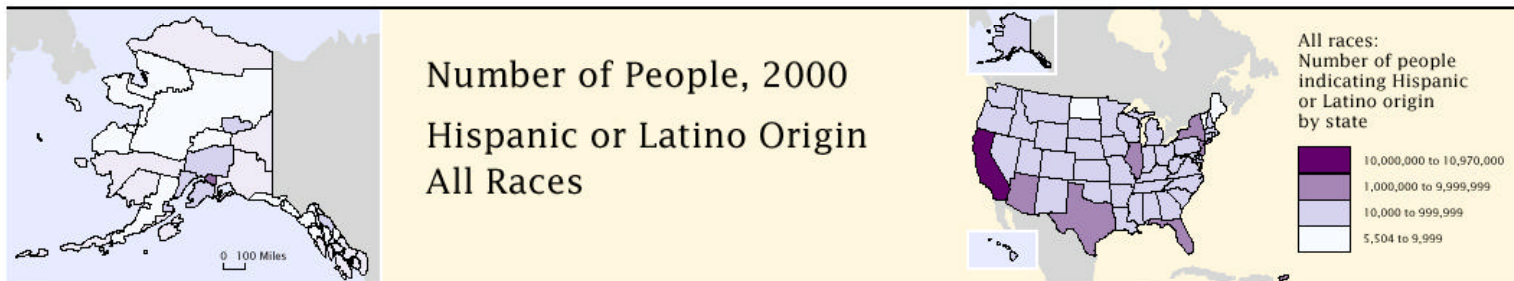 0 100 Miles
Number of People, 2000
Hispanic or Latino Origin
All Races
All races:
Number of people
indicating Hispanic
or Latino origin
by state
10,000,000 to 10,970,000
1,000,000 to 9,999,999
10,000 to 999,999
5,504 to 9,999